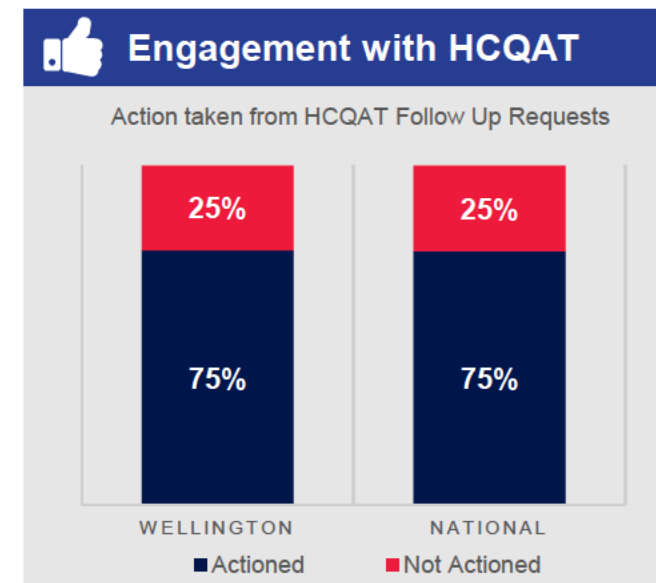 Engagement with HCQAT
Action taken from HCQAT Follow Up Requests
25% 25%
75% 75%
WELLINGTON NATIONAL
Actioned Not Actioned